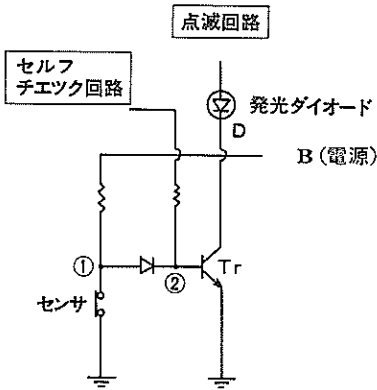 点滅回路
セルフ
チエツク回路
発光ダイオード
D
B(電源)
①
②
Tr
センサ